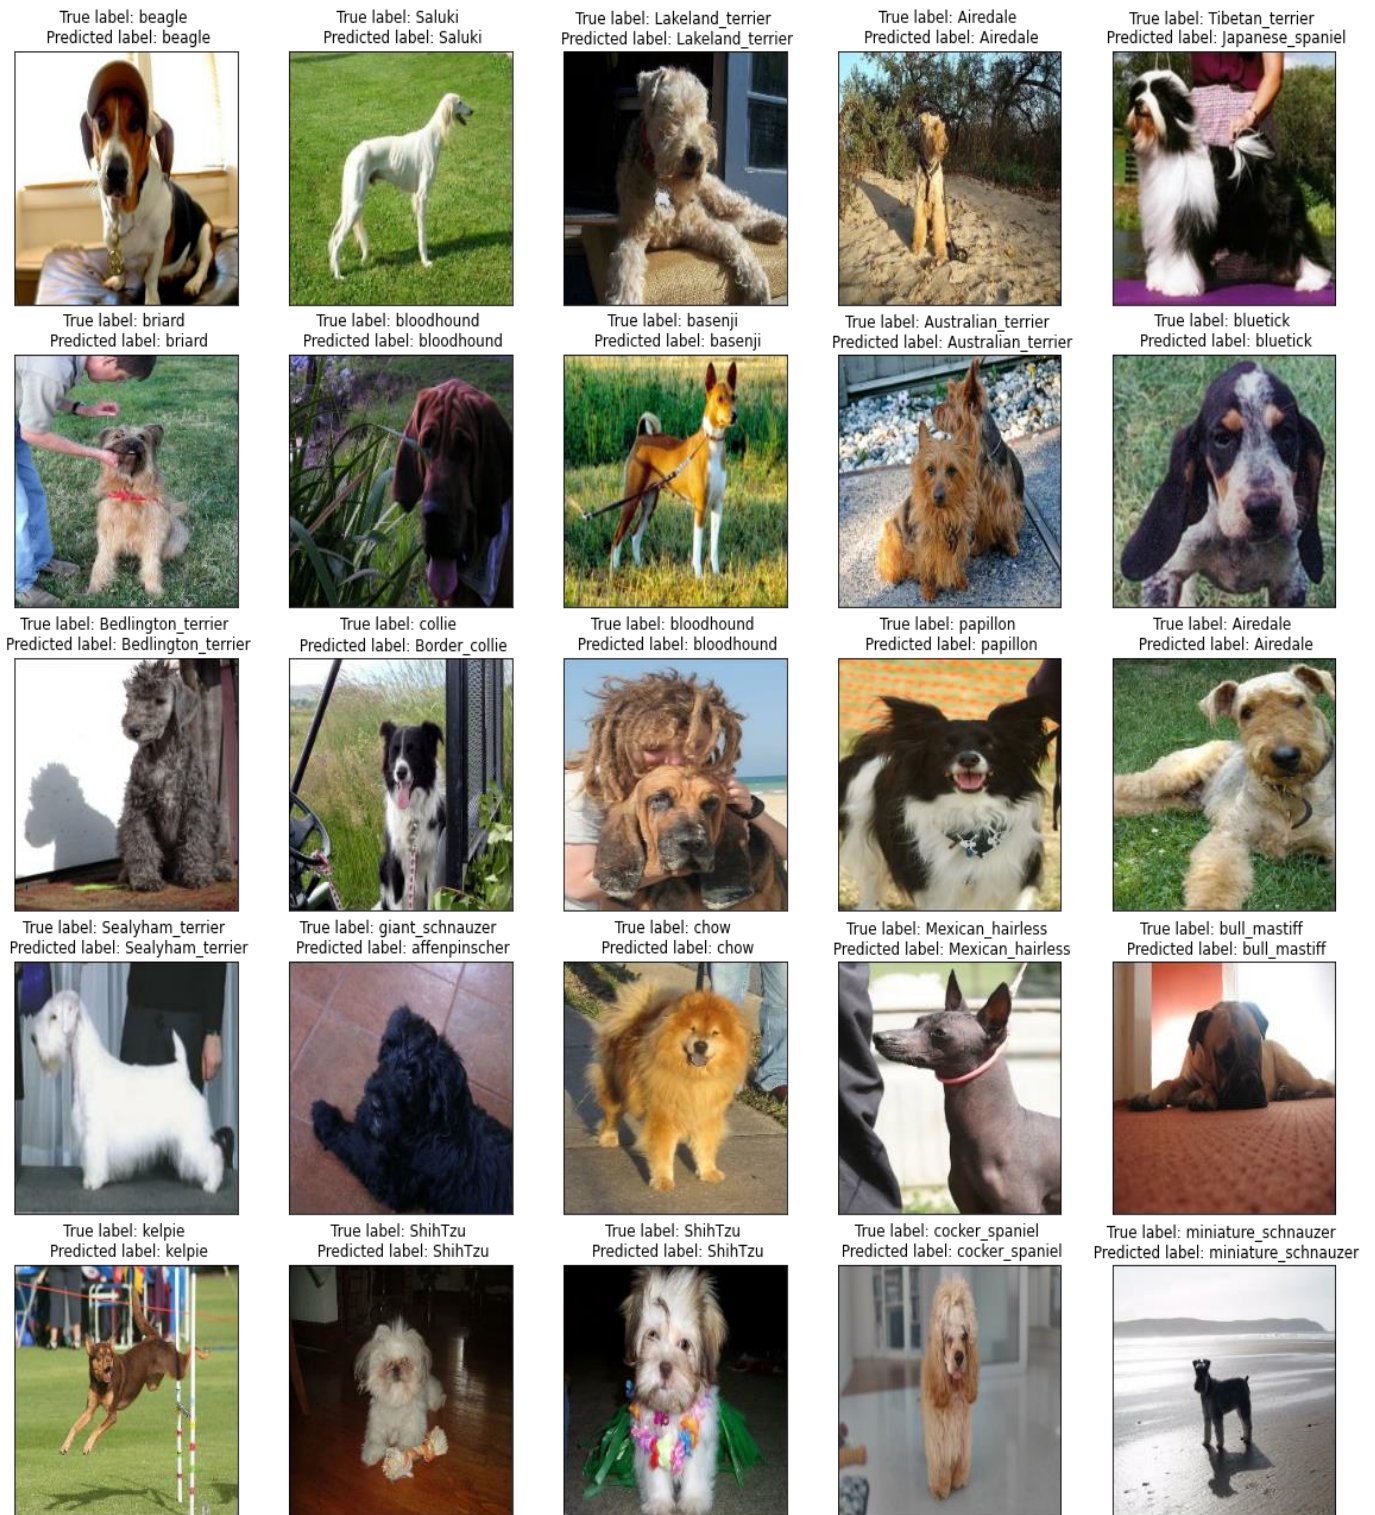 True label: beagle
Predicted label: beagle
True label: Saluki
Predicted label: Saluki
True label: Lakeland_terrier
Predicted label: Lakeland_terrier
True label: Airedale
Predicted label: Airedale
True label: Tibetan_terrier
Predicted label: Japanese_spaniel
True label: briard
Predicted label: briard
True label: bloodhound
Predicted label: bloodhound
True label: basenji
Predicted label: basenji
True label: Australian_terrier
Predicted label: Australian_terrier
True label: bluetick
Predicted label: bluetick
True label: Bedlington_terrier
Predicted label: Bedlington_terrier
True label: collie
Predicted label: Border_collie
True label: bloodhound
Predicted label: bloodhound
True label: papillon
Predicted label: papillon
True label: Airedale
Predicted label: Airedale
True label: Sealyham_terrier
Predicted label: Sealyham_terrier
True label: giant_schnauzer
Predicted label: affenpinscher
True label: chow
Predicted label: chow
True label: Mexican_hairless
Predicted label: Mexican_hairless
True label: bull_mastiff
Predicted label: bull_mastiff
True label: kelpie
Predicted label: kelpie
True label: ShihTzu
Predicted label: ShihTzu
True label: ShihTzu
Predicted label: ShihTzu
True label: cocker_spaniel
Predicted label: cocker_spaniel
True label: miniature_schnauzer
Predicted label: miniature_schnauzer